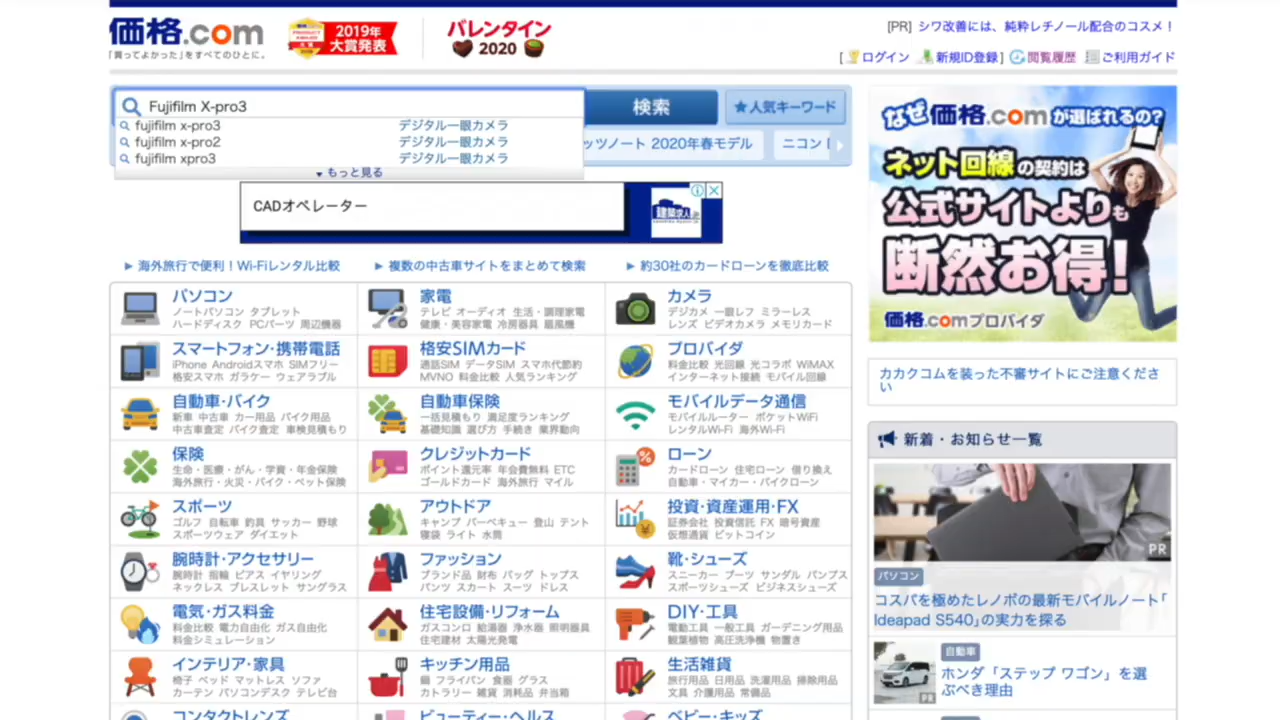 価格.com
「買ってよかった」をすべてのひとに。
2019年
大賞発表
バレンタイン
2020
[PR] シワ改善には、純粋レチノール配合のコスメ！
[ ログイン 新規ID登録 ] 閲覧履歴 ご利用ガイド
Fujifilm X-pro3
検索
★人気キーワード
fujifilm x-pro3 デジタル一眼カメラ
fujifilm x-pro2 デジタル一眼カメラ
fujifilm xpro3 デジタル一眼カメラ
▼もっと見る
ッツノート 2020年春モデル
ニコン
CADオペレーター
建築求人
なぜ価格.comが選ばれるの?
ネット回線の契約は
公式サイトよりも
断然お得!
価格.comプロバイダ
▶ 海外旅行で便利！Wi-Fiレンタル比較
▶ 複数の中古車サイトをまとめて検索
▶ 約30社のカードローンを徹底比較
パソコン
ノートパソコン タブレット
ハードディスク PCパーツ 周辺機器
家電
テレビ オーディオ 生活・調理家電
健康・美容家電 冷房器具 扇風機
カメラ
デジカメ 一眼レフ ミラーレス
レンズ ビデオカメラ メモリカード
スマートフォン・携帯電話
iPhone Androidスマホ SIMフリー
格安スマホ ガラケー ウェアラブル
格安SIMカード
通話SIM データSIM スマホ代節約
MVNO 料金比較 人気ランキング
プロバイダ
料金比較 光回線 光コラボ WiMAX
インターネット接続 モバイル回線
自動車・バイク
新車 中古車 カー用品 バイク用品
中古車査定 バイク査定 車検見積もり
自動車保険
一括見積もり 満足度ランキング
基礎知識 選び方 手続き 業界動向
モバイルデータ通信
モバイルルーター ポケットWiFi
レンタルWi-Fi 海外Wi-Fi
保険
生命・医療・がん・学資・年金保険
海外旅行・火災・バイク・ペット保険
クレジットカード
ポイント還元率 年会費無料 ETC
ゴールドカード 海外旅行 マイル
ローン
カードローン 住宅ローン 借り換え
自動車・マイカー・バイクローン
スポーツ
ゴルフ 自転車 釣具 サッカー 野球
スポーツウェア ダイエット
アウトドア
キャンプ バーベキュー 登山 テント
寝袋 ライト 水筒
投資・資産運用・FX
証券会社 投資信託 FX 暗号資産
仮想通貨 ビットコイン
腕時計・アクセサリー
腕時計 指輪 ピアス イヤリング
ネックレス ブレスレット サングラス
ファッション
ブランド品 財布 バッグ トップス
パンツ スカート スーツ ドレス
靴・シューズ
スニーカー ブーツ サンダル パンプス
スポーツシューズ ビジネスシューズ
電気・ガス料金
料金比較 電力自由化 ガス自由化
料金シミュレーション
住宅設備・リフォーム
ガスコンロ 給湯器 浄水器 照明器具
住宅建材 太陽光発電
DIY・工具
電動工具 一般工具 ガーデニング用品
観葉植物 高圧洗浄機 物置き
インテリア・家具
椅子 ベッド マットレス ソファ
カーテン パソコンデスク テレビ台
キッチン用品
鍋 フライパン 食器 グラス
カトラリー 雑貨 消耗品 弁当箱
生活雑貨
旅行用品 日用品 洗濯用品 掃除用品
文具 介護用品 常備品
コンタクトレンズ
ビューティー・ヘルス
ベビー・キッズ
カカクコムを装った不審サイトにご注意ください
新着・お知らせ一覧
PR
パソコン
コスパを極めたレノボの最新モバイルノート「
Ideapad S540」の実力を探る
自動車
ホンダ「ステップ ワゴン」を選
ぶべき理由
PR